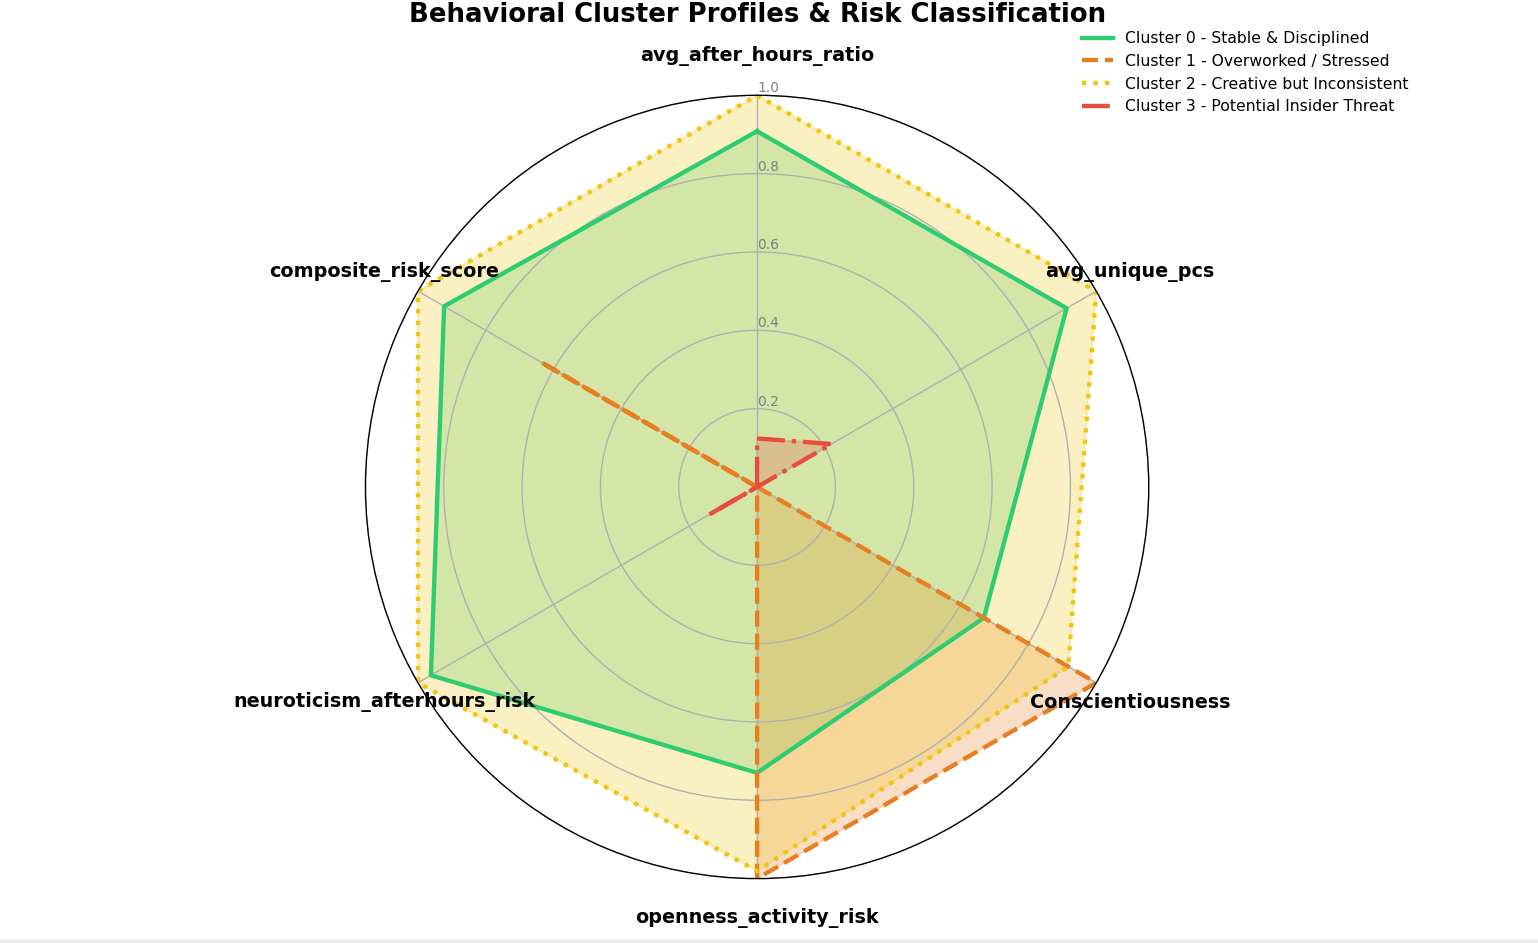 Behavioral Cluster Profiles & Risk Classification
Cluster 0 - Stable & Disciplined
Cluster 1 - Overworked / Stressed
Cluster 2 - Creative but Inconsistent
Cluster 3 - Potential Insider Threat
avg_after_hours_ratio
1.0
0.8
0.6
0.4
0.2
composite_risk_score
avg_unique_pcs
neuroticism_afterhours_risk
Conscientiousness
openness_activity_risk